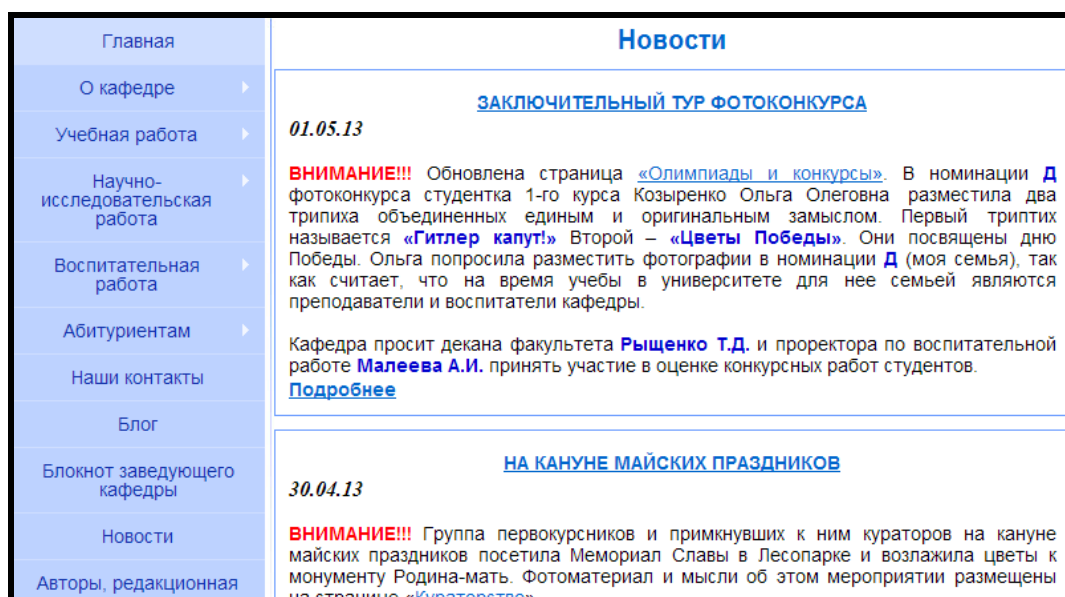 Главная
О кафедре
Учебная работа
Научно-
исследовательская
работа
Воспитательная
работа
Абитуриентам
Наши контакты
Блог
Блокнот заведующего
кафедры
Новости
Авторы, редакционная
Новости
ЗАКЛЮЧИТЕЛЬНЫЙ ТУР ФОТОКОНКУРСА
01.05.13
ВНИМАНИЕ!!! Обновлена страница «Олимпиады и конкурсы». В номинации Д
фотоконкурса студентка 1-го курса Козыренко Ольга Олеговна разместила два
трипиха объединенных единым и оригинальным замыслом. Первый триптих
называется «Гитлер капут!» Второй – «Цветы Победы». Они посвящены дню
Победы. Ольга попросила разместить фотографии в номинации Д (моя семья), так
как считает, что на время учебы в университете для нее семьей являются
преподаватели и воспитатели кафедры.
Кафедра просит декана факультета Рыщенко Т.Д. и проректора по воспитательной
работе Малеева А.И. принять участие в оценке конкурсных работ студентов.
Подробнее
НА КАНУНЕ МАЙСКИХ ПРАЗДНИКОВ
30.04.13
ВНИМАНИЕ!!! Группа первокурсников и примкнувших к ним кураторов на кануне
майских праздников посетила Мемориал Славы в Лесопарке и возлажила цветы к
монументу Родина-мать. Фотоматериал и мысли об этом мероприятии размещены
на странице «Кураторство»